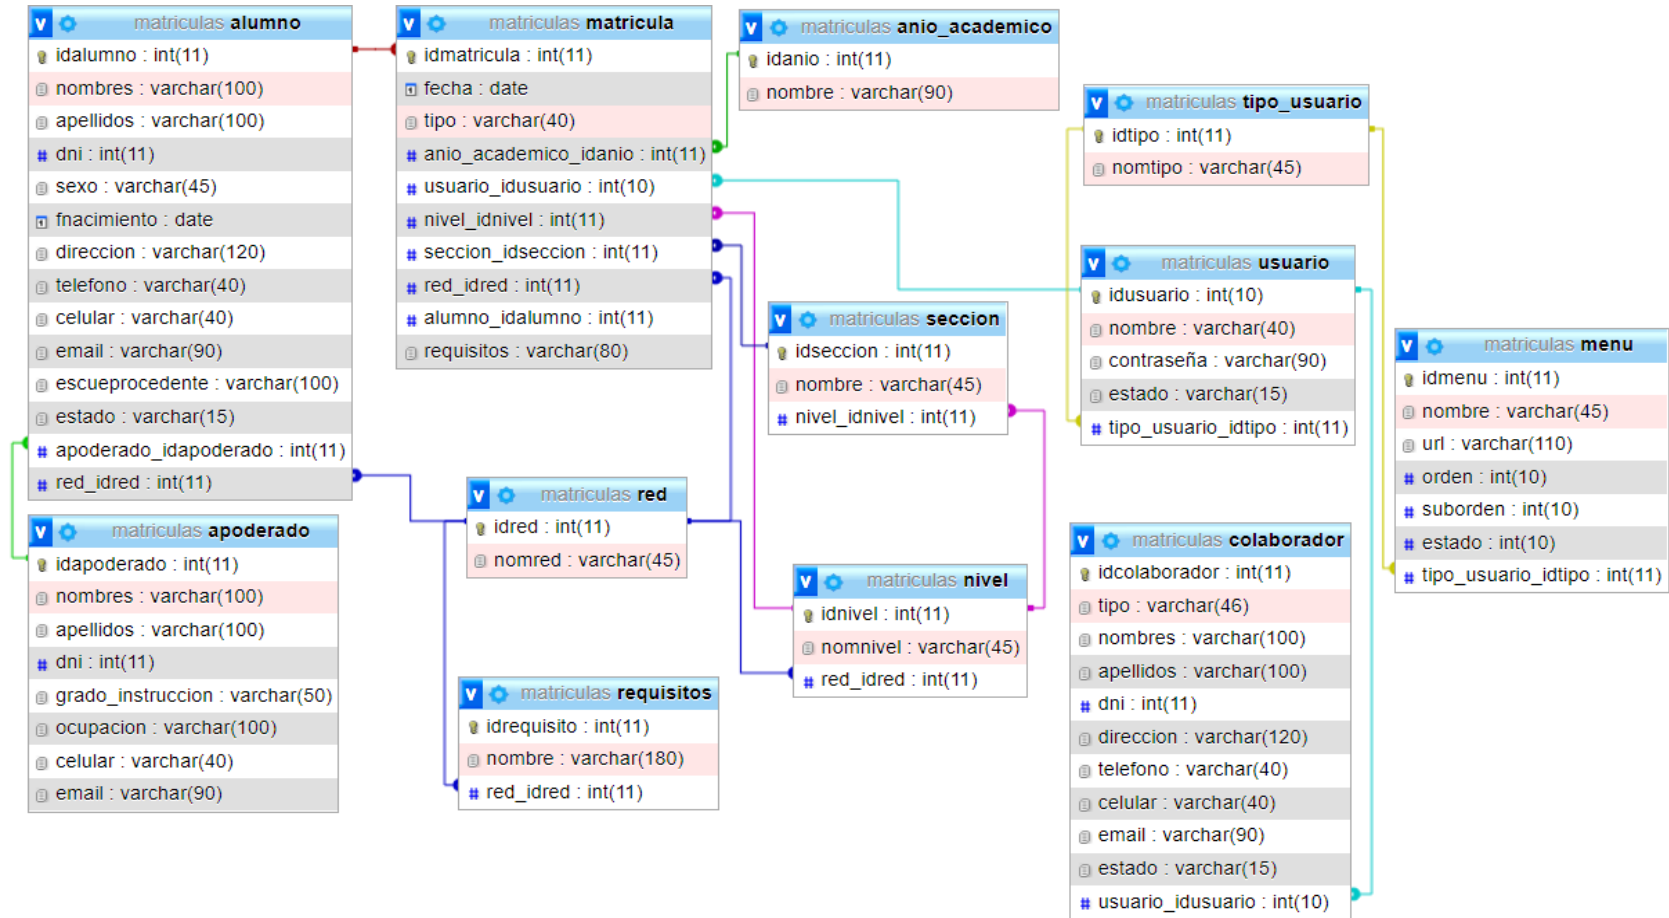 matriculas alumno
idalumno : int(11)
nombres : varchar(100)
apellidos : varchar(100)
dni : int(11)
sexo : varchar(45)
fnacimiento : date
direccion : varchar(120)
telefono : varchar(40)
celular : varchar(40)
email : varchar(90)
escueprocedente : varchar(100)
estado : varchar(15)
apoderado_idapoderado : int(11)
red_idred : int(11)
matriculas apoderado
idapoderado : int(11)
nombres : varchar(100)
apellidos : varchar(100)
dni : int(11)
grado_instruccion : varchar(50)
ocupacion : varchar(100)
celular : varchar(40)
email : varchar(90)
matriculas matricula
idmatricula : int(11)
fecha : date
tipo : varchar(40)
anio_academico_idanio : int(11)
usuario_idusuario : int(10)
nivel_idnivel : int(11)
seccion_idseccion : int(11)
red_idred : int(11)
alumno_idalumno : int(11)
requisitos : varchar(80)
matriculas red
idred : int(11)
nomred : varchar(45)
matriculas requisitos
idrequisito : int(11)
nombre : varchar(180)
red_idred : int(11)
matriculas anio_academico
idanio : int(11)
nombre : varchar(90)
matriculas seccion
idseccion : int(11)
nombre : varchar(45)
nivel_idnivel : int(11)
matriculas nivel
idnivel : int(11)
nomnivel : varchar(45)
red_idred : int(11)
matriculas tipo_usuario
idtipo : int(11)
nomtipo : varchar(45)
matriculas usuario
idusuario : int(10)
nombre : varchar(40)
contraseña : varchar(90)
estado : varchar(15)
tipo_usuario_idtipo : int(11)
matriculas colaborador
idcolaborador : int(11)
tipo : varchar(46)
nombres : varchar(100)
apellidos : varchar(100)
dni : int(11)
direccion : varchar(120)
telefono : varchar(40)
celular : varchar(40)
email : varchar(90)
estado : varchar(15)
usuario_idusuario : int(10)
matriculas menu
idmenu : int(11)
nombre : varchar(45)
url : varchar(110)
orden : int(10)
suborden : int(10)
estado : int(10)
tipo_usuario_idtipo : int(11)